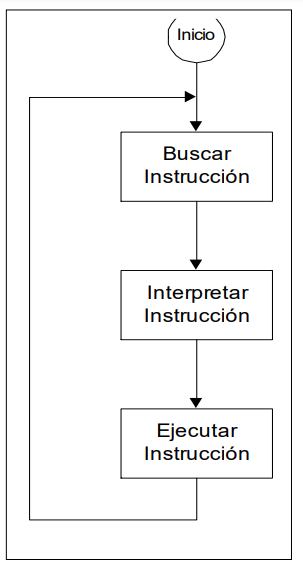 Inicio
Buscar
Instrucción
Interpretar
Instrucción
Ejecutar
Instrucción